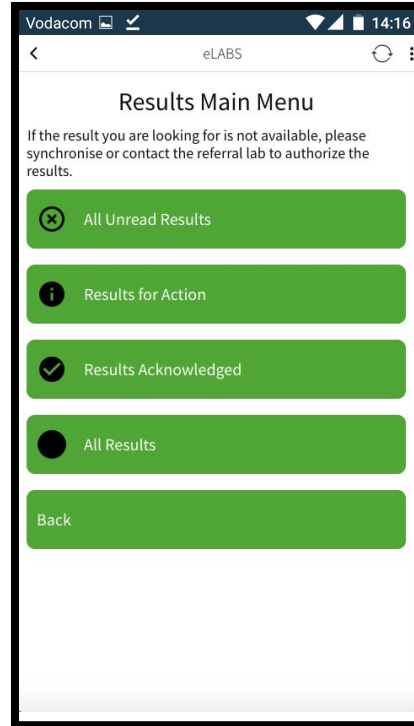 Vodacom 14:16
eLABS
Results Main Menu
If the result you are looking for is not available, please
synchronise or contact the referral lab to authorize the
results.
All Unread Results
Results for Action
Results Acknowledged
All Results
Back